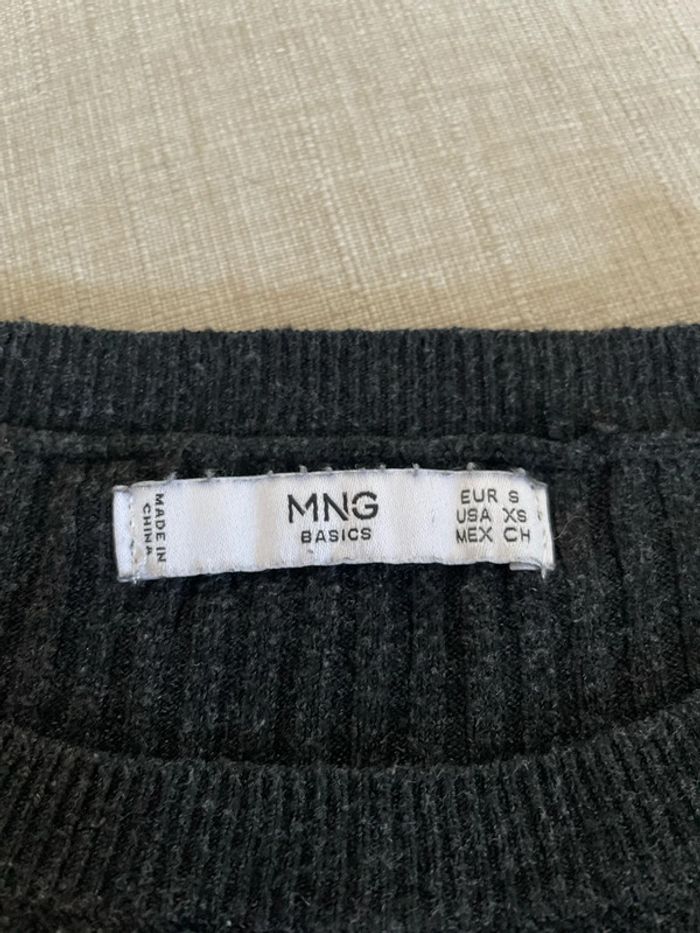 MADE IN
CHINA
MNG
BASICS
EUR S
USA XS
MEX CH